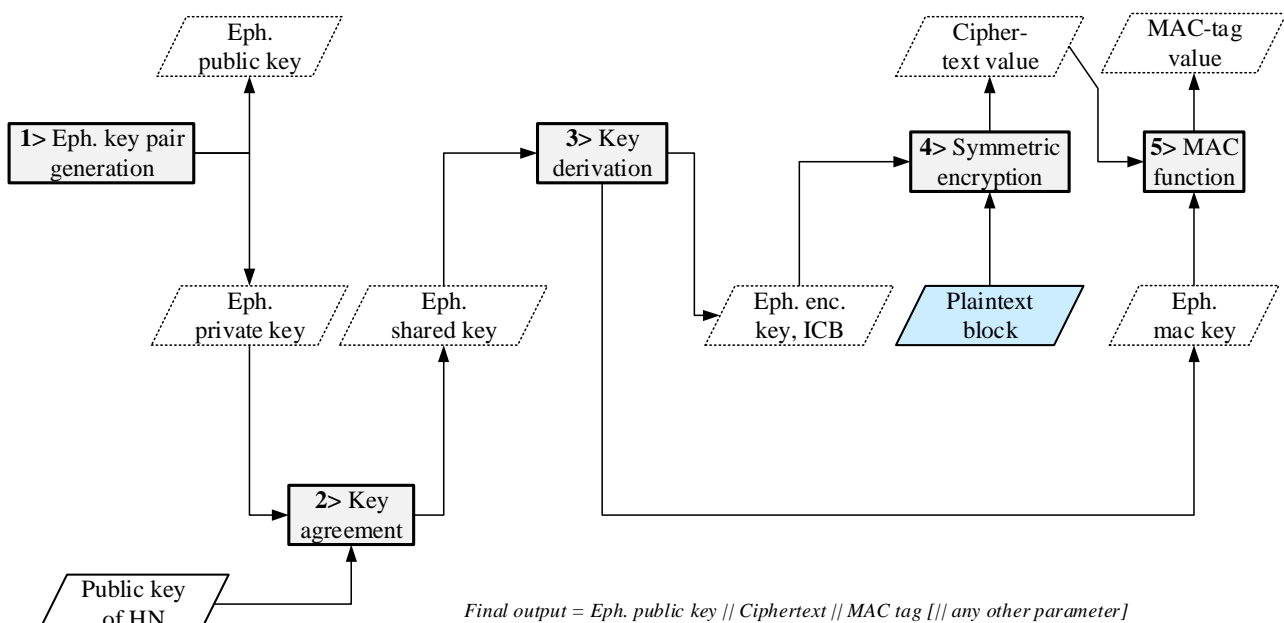 Eph.
public key
Cipher-
text value
MAC-tag
value
1> Eph. key pair
generation
3> Key
derivation
4> Symmetric
encryption
5> MAC
function
Eph.
private key
Eph.
shared key
Eph. enc.
key, ICB
Plaintext
block
Eph.
mac key
2> Key
agreement
Public key
of HN
Final output = Eph. public key || Ciphertext || MAC tag [|| any other parameter]